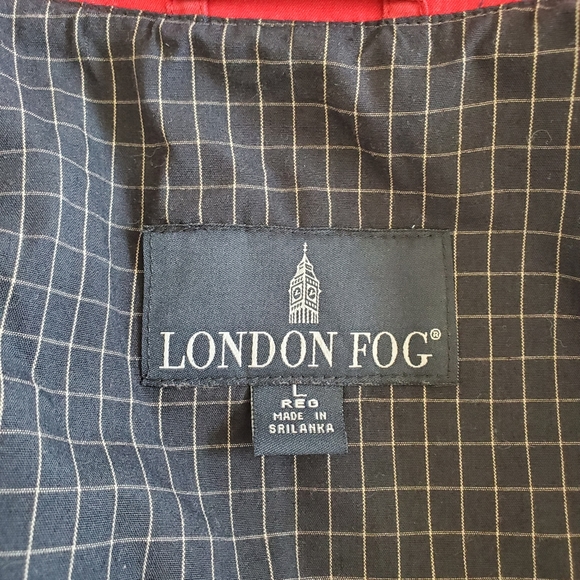 LONDON FOG®
L
REG
MADE IN
SRILANKA